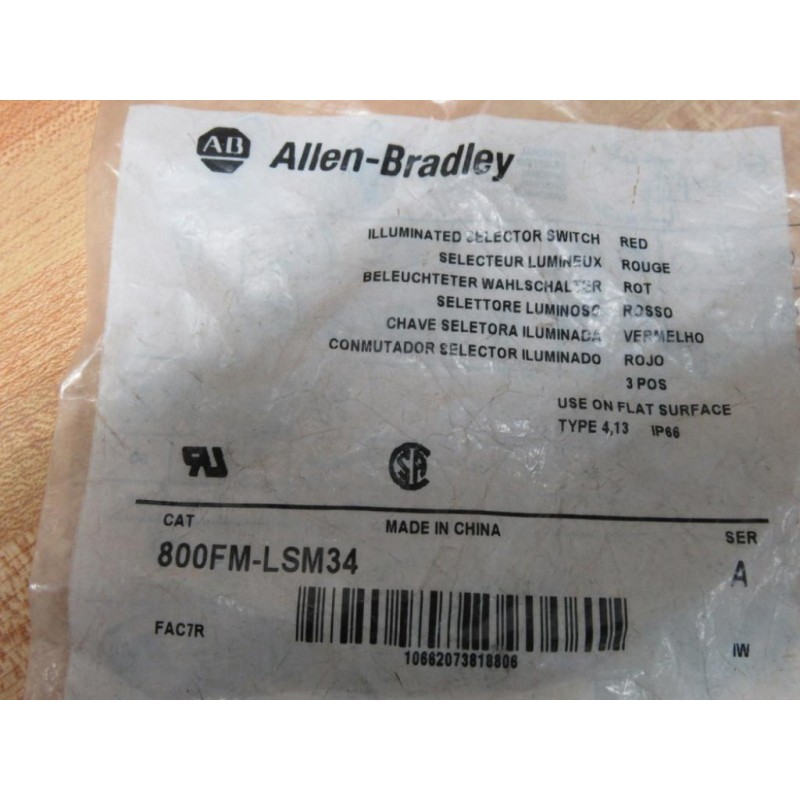 AB Allen-Bradley
ILLUMINATED SELECTOR SWITCH RED
SELECTEUR LUMINEUX ROUGE
BELEUCHTETER WAHLSCHALTER ROT
SELETTORE LUMINOSO ROSSO
CHAVE SELETORA ILUMINADA VERMELHO
CONMUTADOR SELECTOR ILUMINADO ROJO
3 POS
USE ON FLAT SURFACE
TYPE 4,13 IP66
RU SA
CAT MADE IN CHINA SER
800FM-LSM34 A
FAC7R IW
10662073818806